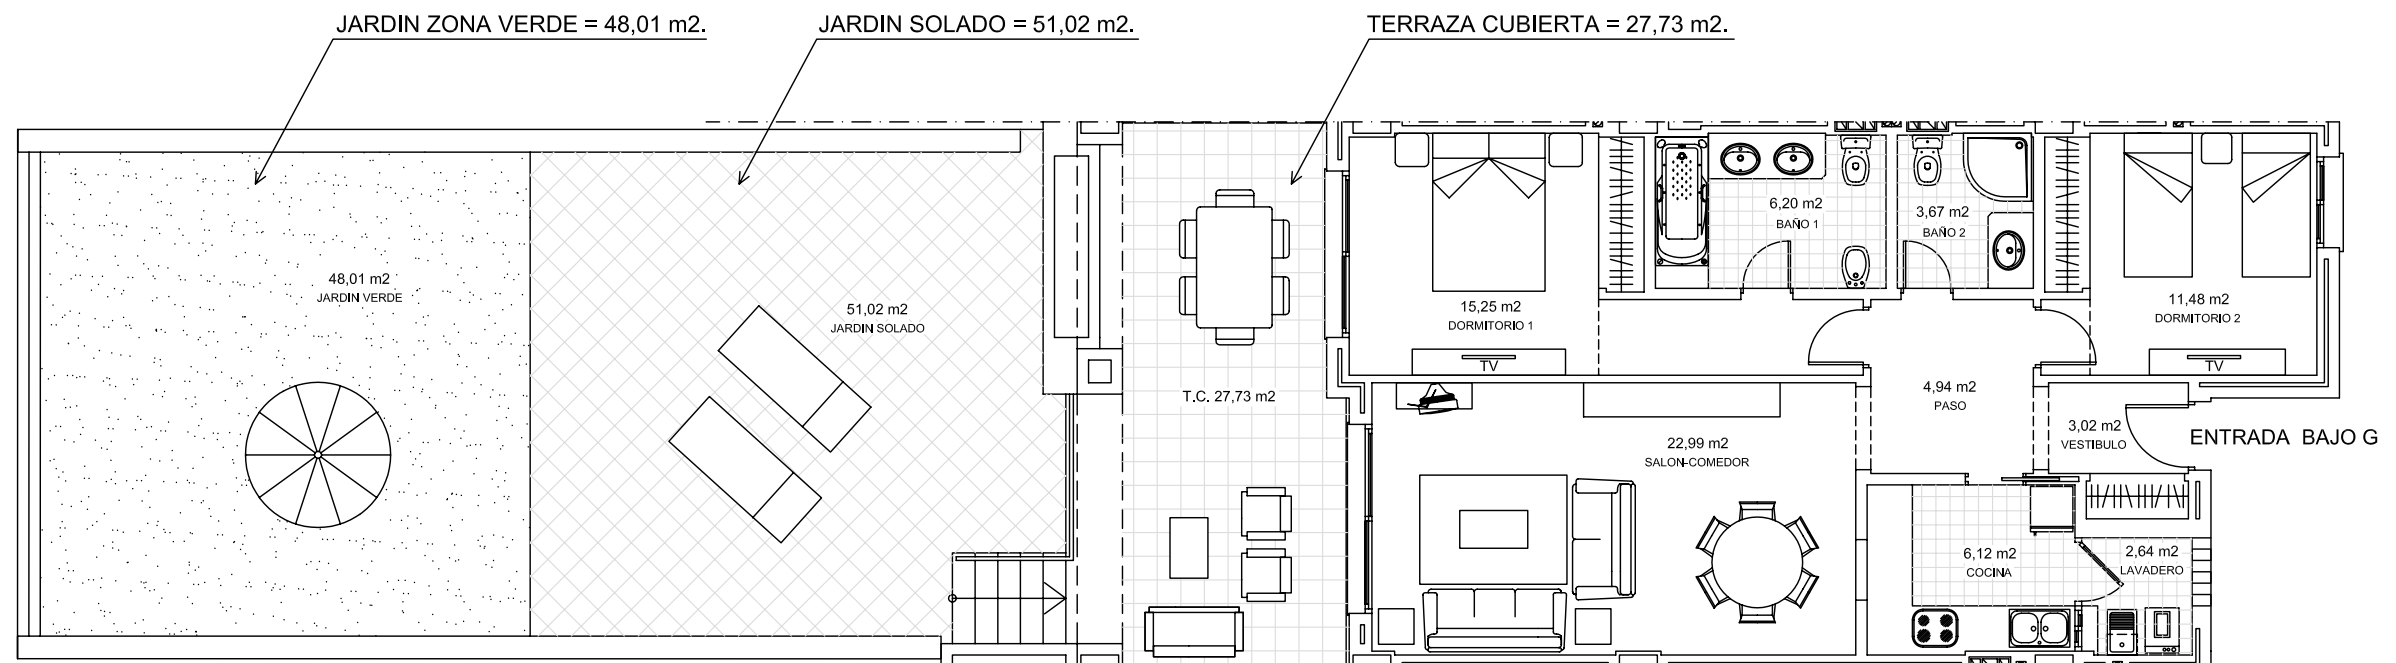 JARDIN ZONA VERDE = 48,01 m2.
JARDIN SOLADO = 51,02 m2.
TERRAZA CUBIERTA = 27,73 m2.
48,01 m2
JARDIN VERDE
51,02 m2
JARDIN SOLADO
T.C. 27,73 m2
15,25 m2
DORMITORIO 1
TV
6,20 m2
BAÑO 1
3,67 m2
BAÑO 2
11,48 m2
DORMITORIO 2
TV
4,94 m2
PASO
3,02 m2
VESTIBULO
ENTRADA BAJO G
22,99 m2
SALON-COMEDOR
6,12 m2
COCINA
2,64 m2
LAVADERO